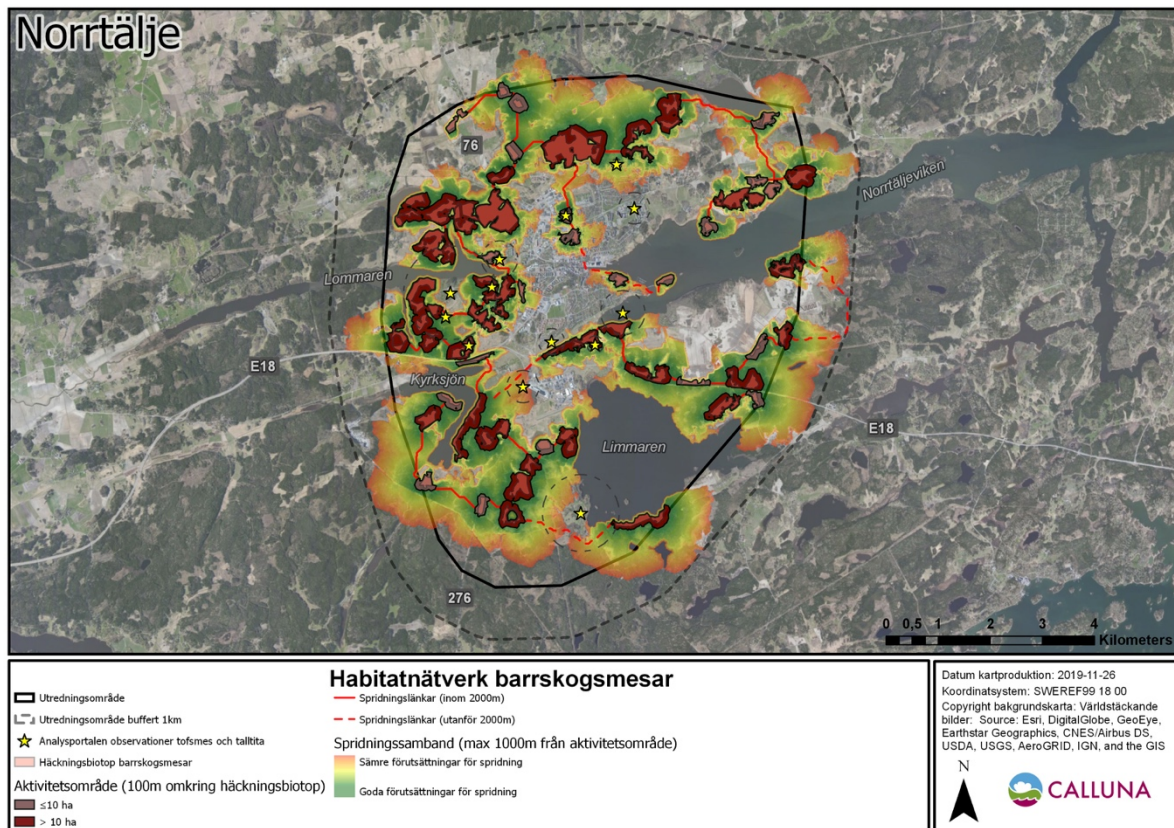 Norrtälje
76
Norrtäljeviken
Lommaren
E18
Kyrksjön
Limmaren
E18
276
0 0,5 1 2 3 4
Kilometers
Habitatnätverk barrskogsmesar
Utredningsområde
Utredningsområde buffert 1km
Analysportalen observationer tofsmes och talltita
Häckningsbiotop barrskogsmesar
Aktivitetsområde (100m omkring häckningsbiotop)
≤10 ha
> 10 ha
Spridningslänkar (inom 2000m)
Spridningslänkar (utanför 2000m)
Spridningssamband (max 1000m från aktivitetsområde)
Sämre förutsättningar för spridning
Goda förutsättningar för spridning
Datum kartproduktion: 2019-11-26
Koordinatsystem: SWEREF99 18 00
Copyright bakgrundskarta: Världstäckande
bilder: Source: Esri, DigitalGlobe, GeoEye,
Earthstar Geographics, CNES/Airbus DS,
USDA, USGS, AeroGRID, IGN, and the GIS
N
CALLUNA